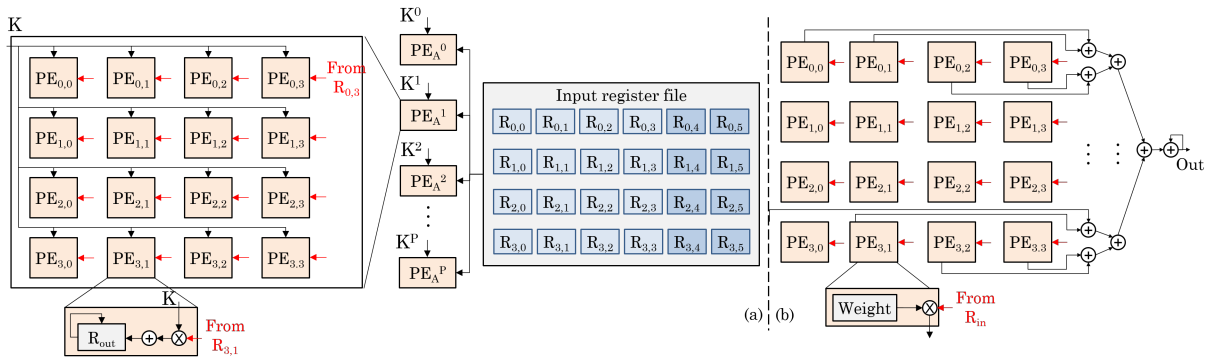 K
PE0,0 PE0,1 PE0,2 PE0,3 From
R0,3
PE1,0 PE1,1 PE1,2 PE1,3
PE2,0 PE2,1 PE2,2 PE2,3
PE3,0 PE3,1 PE3,2 PE3.3
K
Rout + X From
R3,1
K0
PEA0
K1
PEA1
K2
PEA2
KP
PEAP
Input register file
R0,0 R0,1 R0,2 R0,3 R0,4 R0,5
R1,0 R1,1 R1,2 R1,3 R1,4 R1,5
R2,0 R2,1 R2,2 R2,3 R2,4 R2,5
R3,0 R3,1 R3,2 R3,3 R3,4 R3,5
(a) (b)
PE0,0 PE0,1 PE0,2 PE0,3
PE1,0 PE1,1 PE1,2 PE1,3
PE2,0 PE2,1 PE2,2 PE2,3
PE3,0 PE3,1 PE3,2 PE3.3
Out
Weight X From
Rin